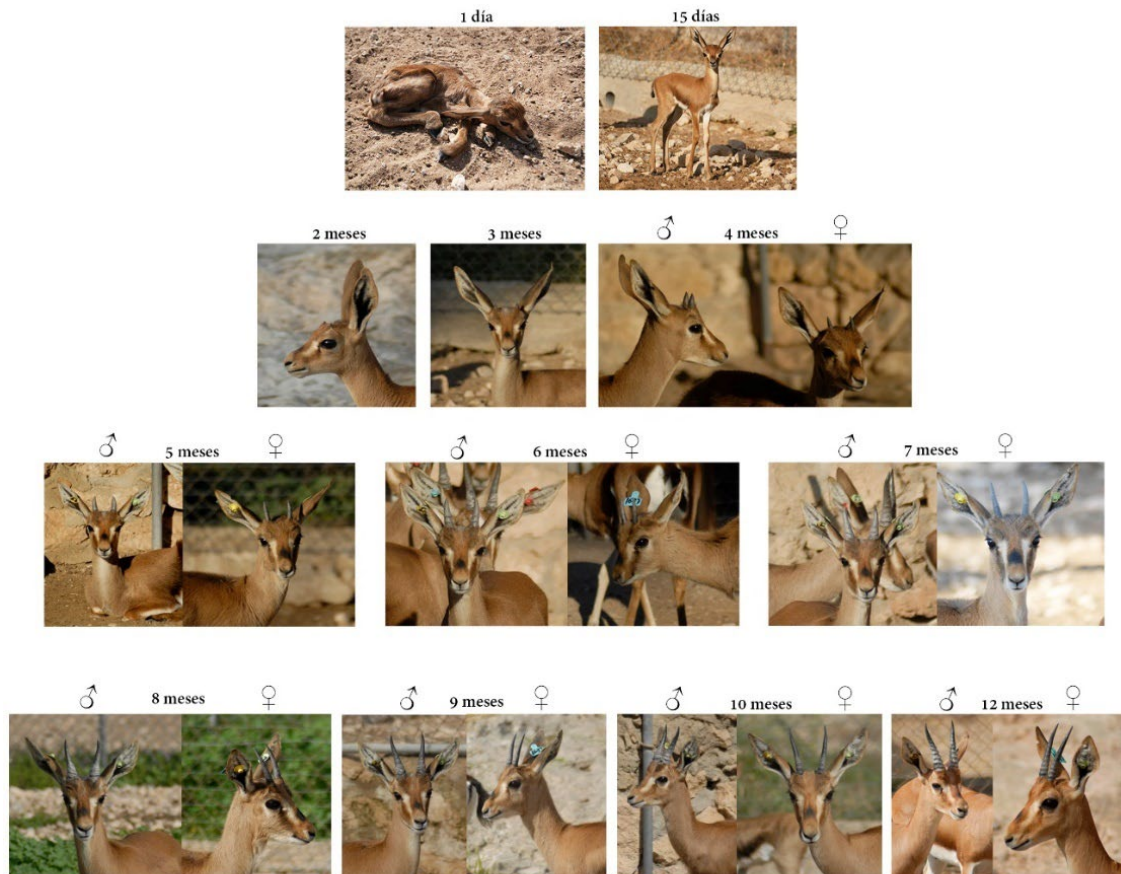 1 día 15 días
2 meses 3 meses ♂ 4 meses ♀
♂ 5 meses ♀ ♂ 6 meses ♀ ♂ 7 meses ♀
♂ 8 meses ♀ ♂ 9 meses ♀ ♂ 10 meses ♀ ♂ 12 meses ♀